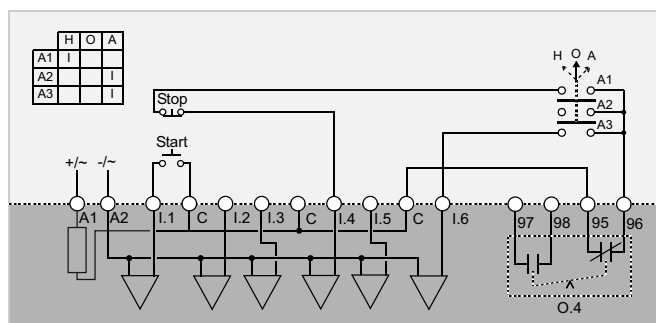 H O A
A1 I
A2 I
A3 I
H O A
A1
A2
A3
Stop
Start
+/~ -/~
A1 A2 I.1 C I.2 I.3 C I.4 I.5 C I.6 97 98 95 96
O.4